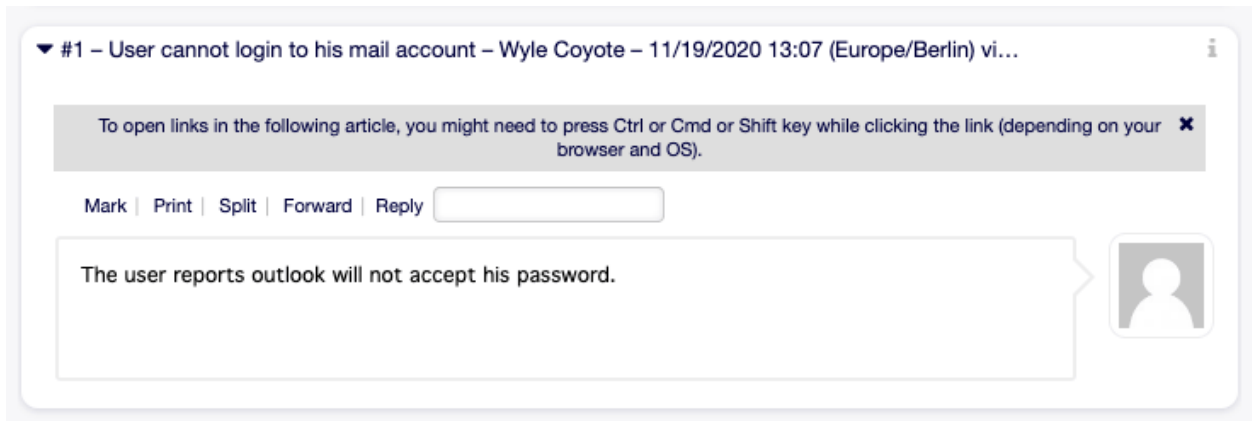 #1 – User cannot login to his mail account – Wyle Coyote – 11/19/2020 13:07 (Europe/Berlin) vi…
To open links in the following article, you might need to press Ctrl or Cmd or Shift key while clicking the link (depending on your
browser and OS).
Mark | Print | Split | Forward | Reply
The user reports outlook will not accept his password.